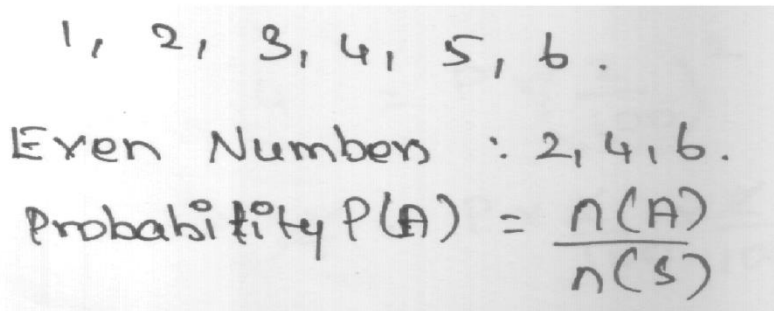 1, 2, 3, 4, 5, 6.
Even Numbers : 2, 4, 6.
Probability P(A) = n(A)/n(S)